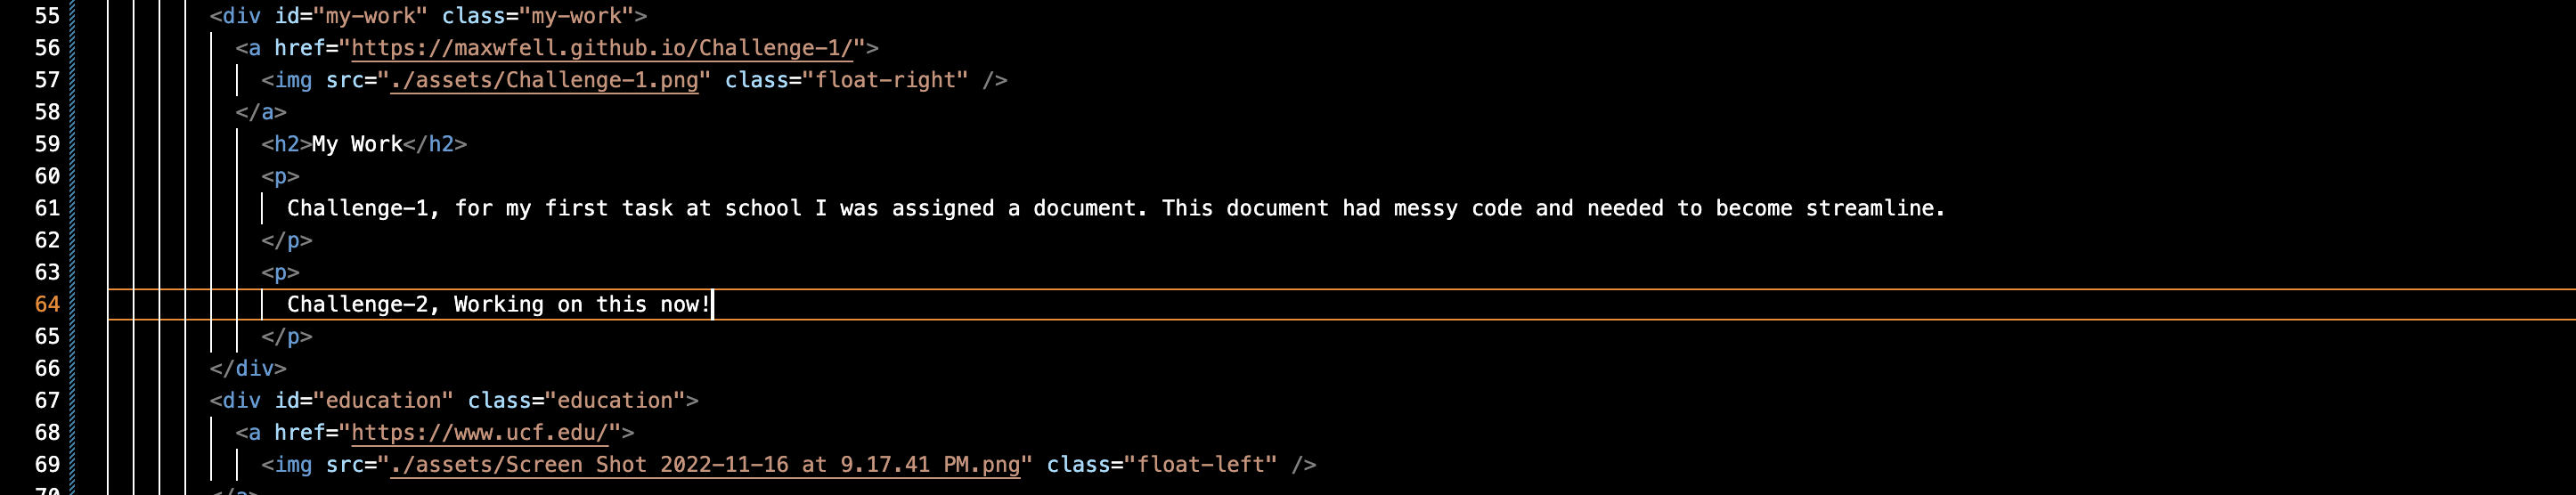 55 <div id="my-work" class="my-work">
56 <a href="https://maxwfell.github.io/Challenge-1/">
57 <img src="./assets/Challenge-1.png" class="float-right" />
58 </a>
59 <h2>My Work</h2>
60 <p>
61 Challenge-1, for my first task at school I was assigned a document. This document had messy code and needed to become streamline.
62 </p>
63 <p>
64 Challenge-2, Working on this now!
65 </p>
66 </div>
67 <div id="education" class="education">
68 <a href="https://www.ucf.edu/">
69 <img src="./assets/Screen Shot 2022-11-16 at 9.17.41 PM.png" class="float-left" />
70 </a>